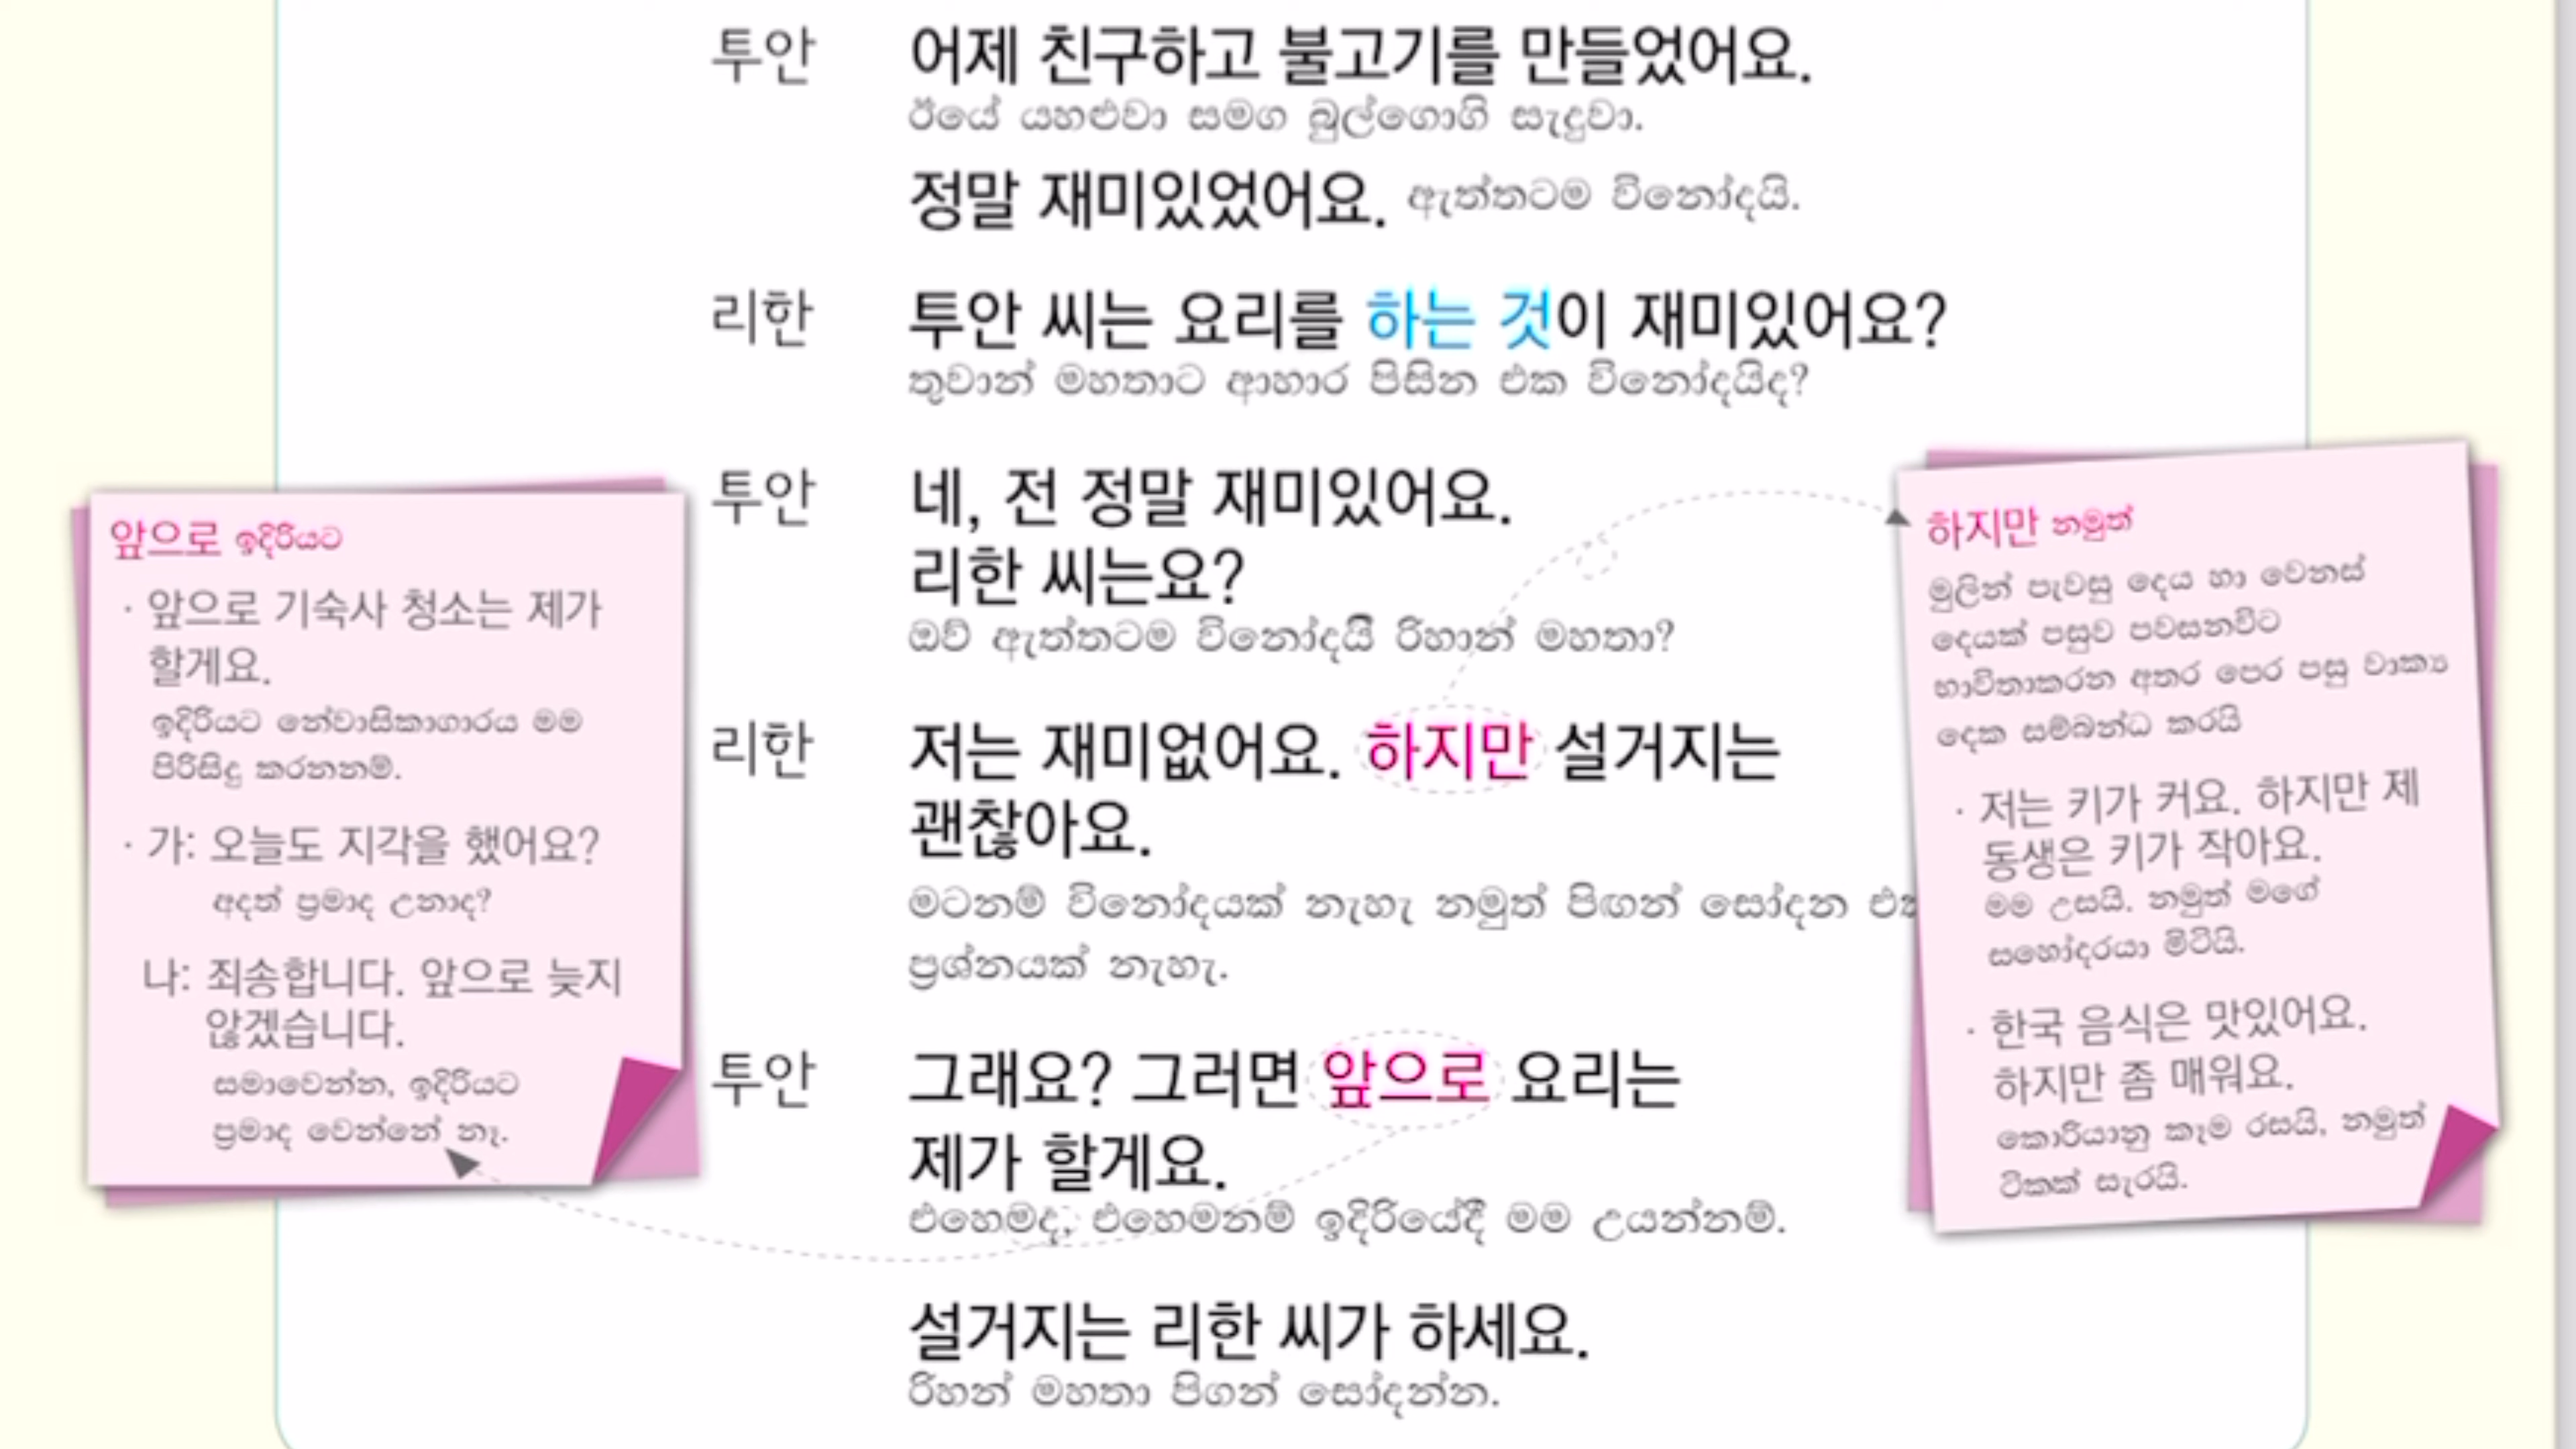 투안 어제 친구하고 불고기를 만들었어요.
ඊයේ යහළුවා සමග බුල්ගොගි සැදුවා.
정말 재미있었어요. ඇත්තටම විනෝදයි.
리한 투안 씨는 요리를 하는 것이 재미있어요?
තුවාන් මහතාට ආහාර පිසින එක විනෝදයිද?
투안 네, 전 정말 재미있어요.
리한 씨는요?
ඔව් ඇත්තටම විනෝදයි රිහාන් මහතා?
리한 저는 재미없어요. 하지만 설거지는
괜찮아요.
මටනම් විනෝදයක් නැහැ නමුත් පිඟන් සෝදන
ප්‍රශ්නයක් නැහැ.
투안 그래요? 그러면 앞으로 요리는
제가 할게요.
එහෙමද, එහෙමනම් ඉදිරියේදී මම උයන්නම්.
설거지는 리한 씨가 하세요.
රිහන් මහතා පිගන් සෝදන්න.
앞으로 ඉදිරියට
· 앞으로 기숙사 청소는 제가
할게요.
ඉදිරියට නේවාසිකාගාරය මම
පිරිසිදු කරනනම්.
· 가: 오늘도 지각을 했어요?
අදත් ප්‍රමාද උනාද?
나: 죄송합니다. 앞으로 늦지
않겠습니다.
සමාවෙන්න, ඉදිරියට
ප්‍රමාද වෙන්නේ නෑ.
하지만 නමුත්
මුලින් පැවසු දෙය හා වෙනස්
දෙයක් පසුව පවසනවිට
භාවිතාකරන අතර පෙර පසු වාක්‍ය
දෙක සම්බන්ධ කරයි
· 저는 키가 커요. 하지만 제
동생은 키가 작아요.
මම උසයි. නමුත් මගේ
සහෝදරයා මිටියි.
· 한국 음식은 맛있어요.
하지만 좀 매워요.
කොරියානු කෑම රසයි, නමුත්
ටිකක් සැරයි.